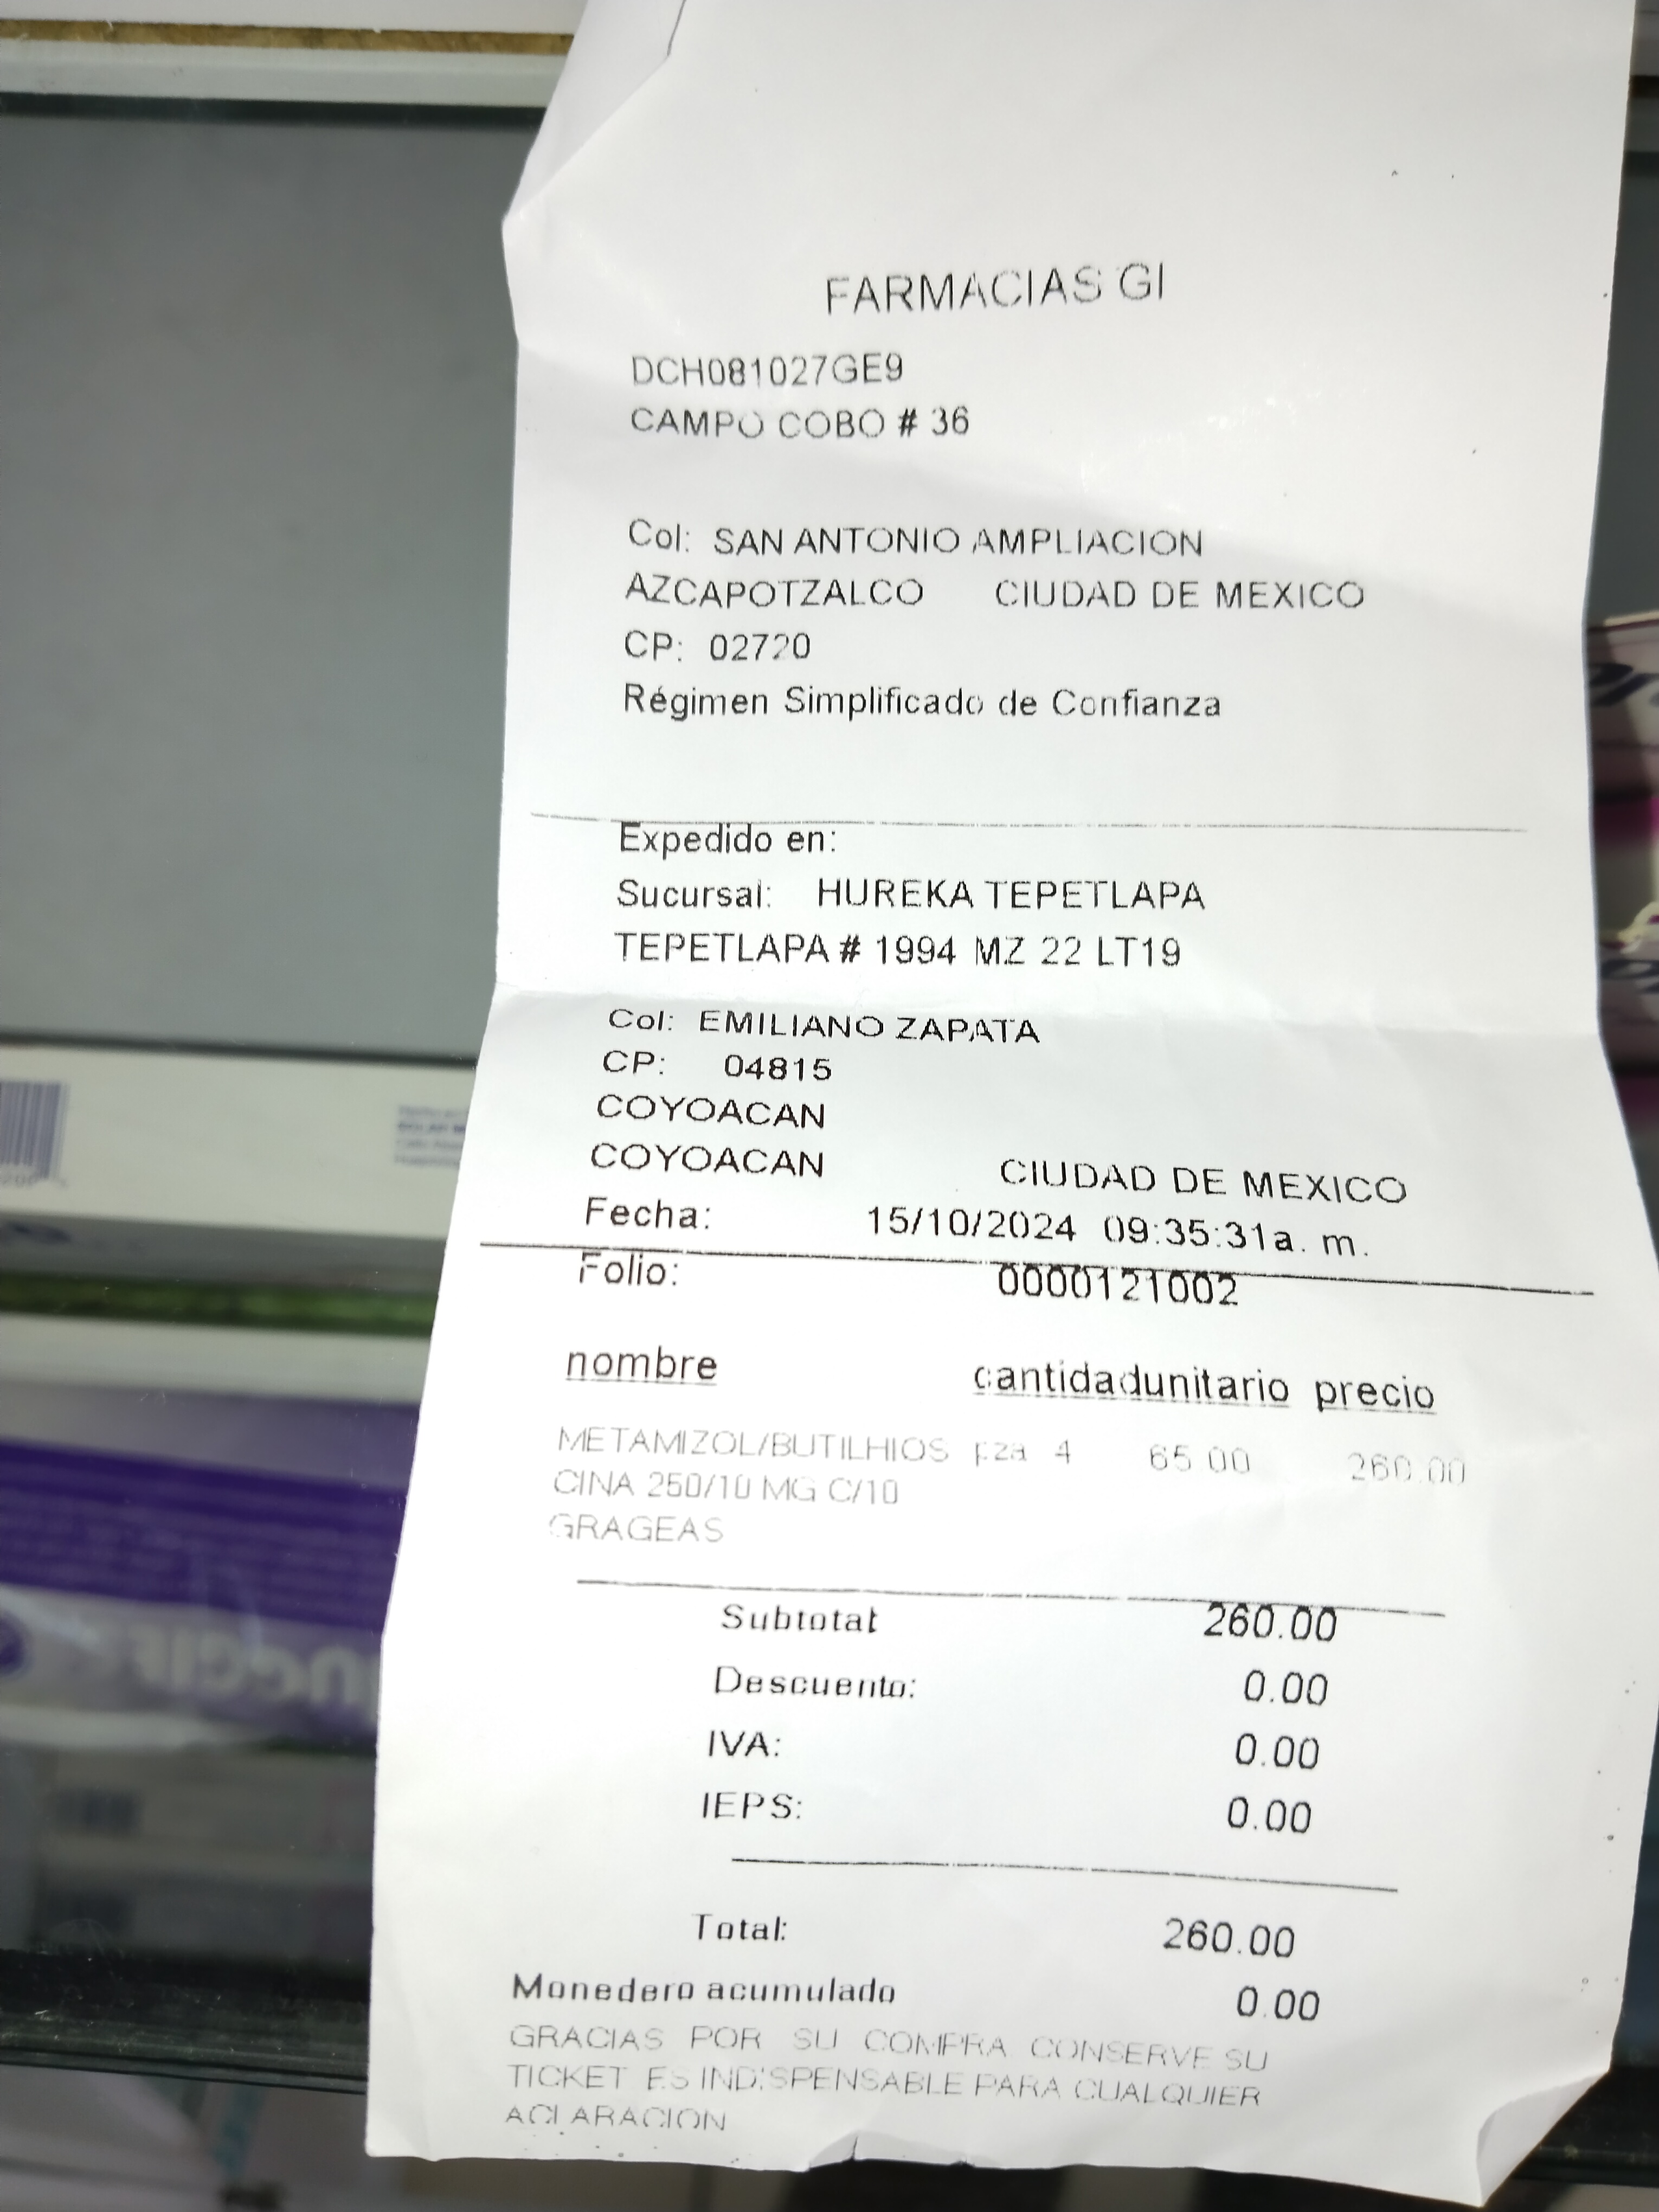 FARMACIAS GI
DCH081027GE9
CAMPO COBO # 36
Col: SAN ANTONIO AMPLIACION
AZCAPOTZALCO CIUDAD DE MEXICO
CP: 02720
Régimen Simplificado de Confianza
Expedido en:
Sucursal: HUREKA TEPETLAPA
TEPETLAPA # 1994 MZ 22 LT19
Col: EMILIANO ZAPATA
CP: 04815
COYOACAN
COYOACAN CIUDAD DE MEXICO
Fecha: 15/10/2024 09:35:31a. m.
Folio: 0000121002
nombre cantidadunitario precio
METAMIZOL/BUTILHIOS pza 4 65.00 260.00
CINA 250/10 MG C/10
GRAGEAS
Subtotal 260.00
Descuento: 0.00
IVA: 0.00
IEPS: 0.00
Total: 260.00
Monedero acumulado 0.00
GRACIAS POR SU COMPRA CONSERVE SU
TICKET ES INDISPENSABLE PARA CUALQUIER
ACLARACION